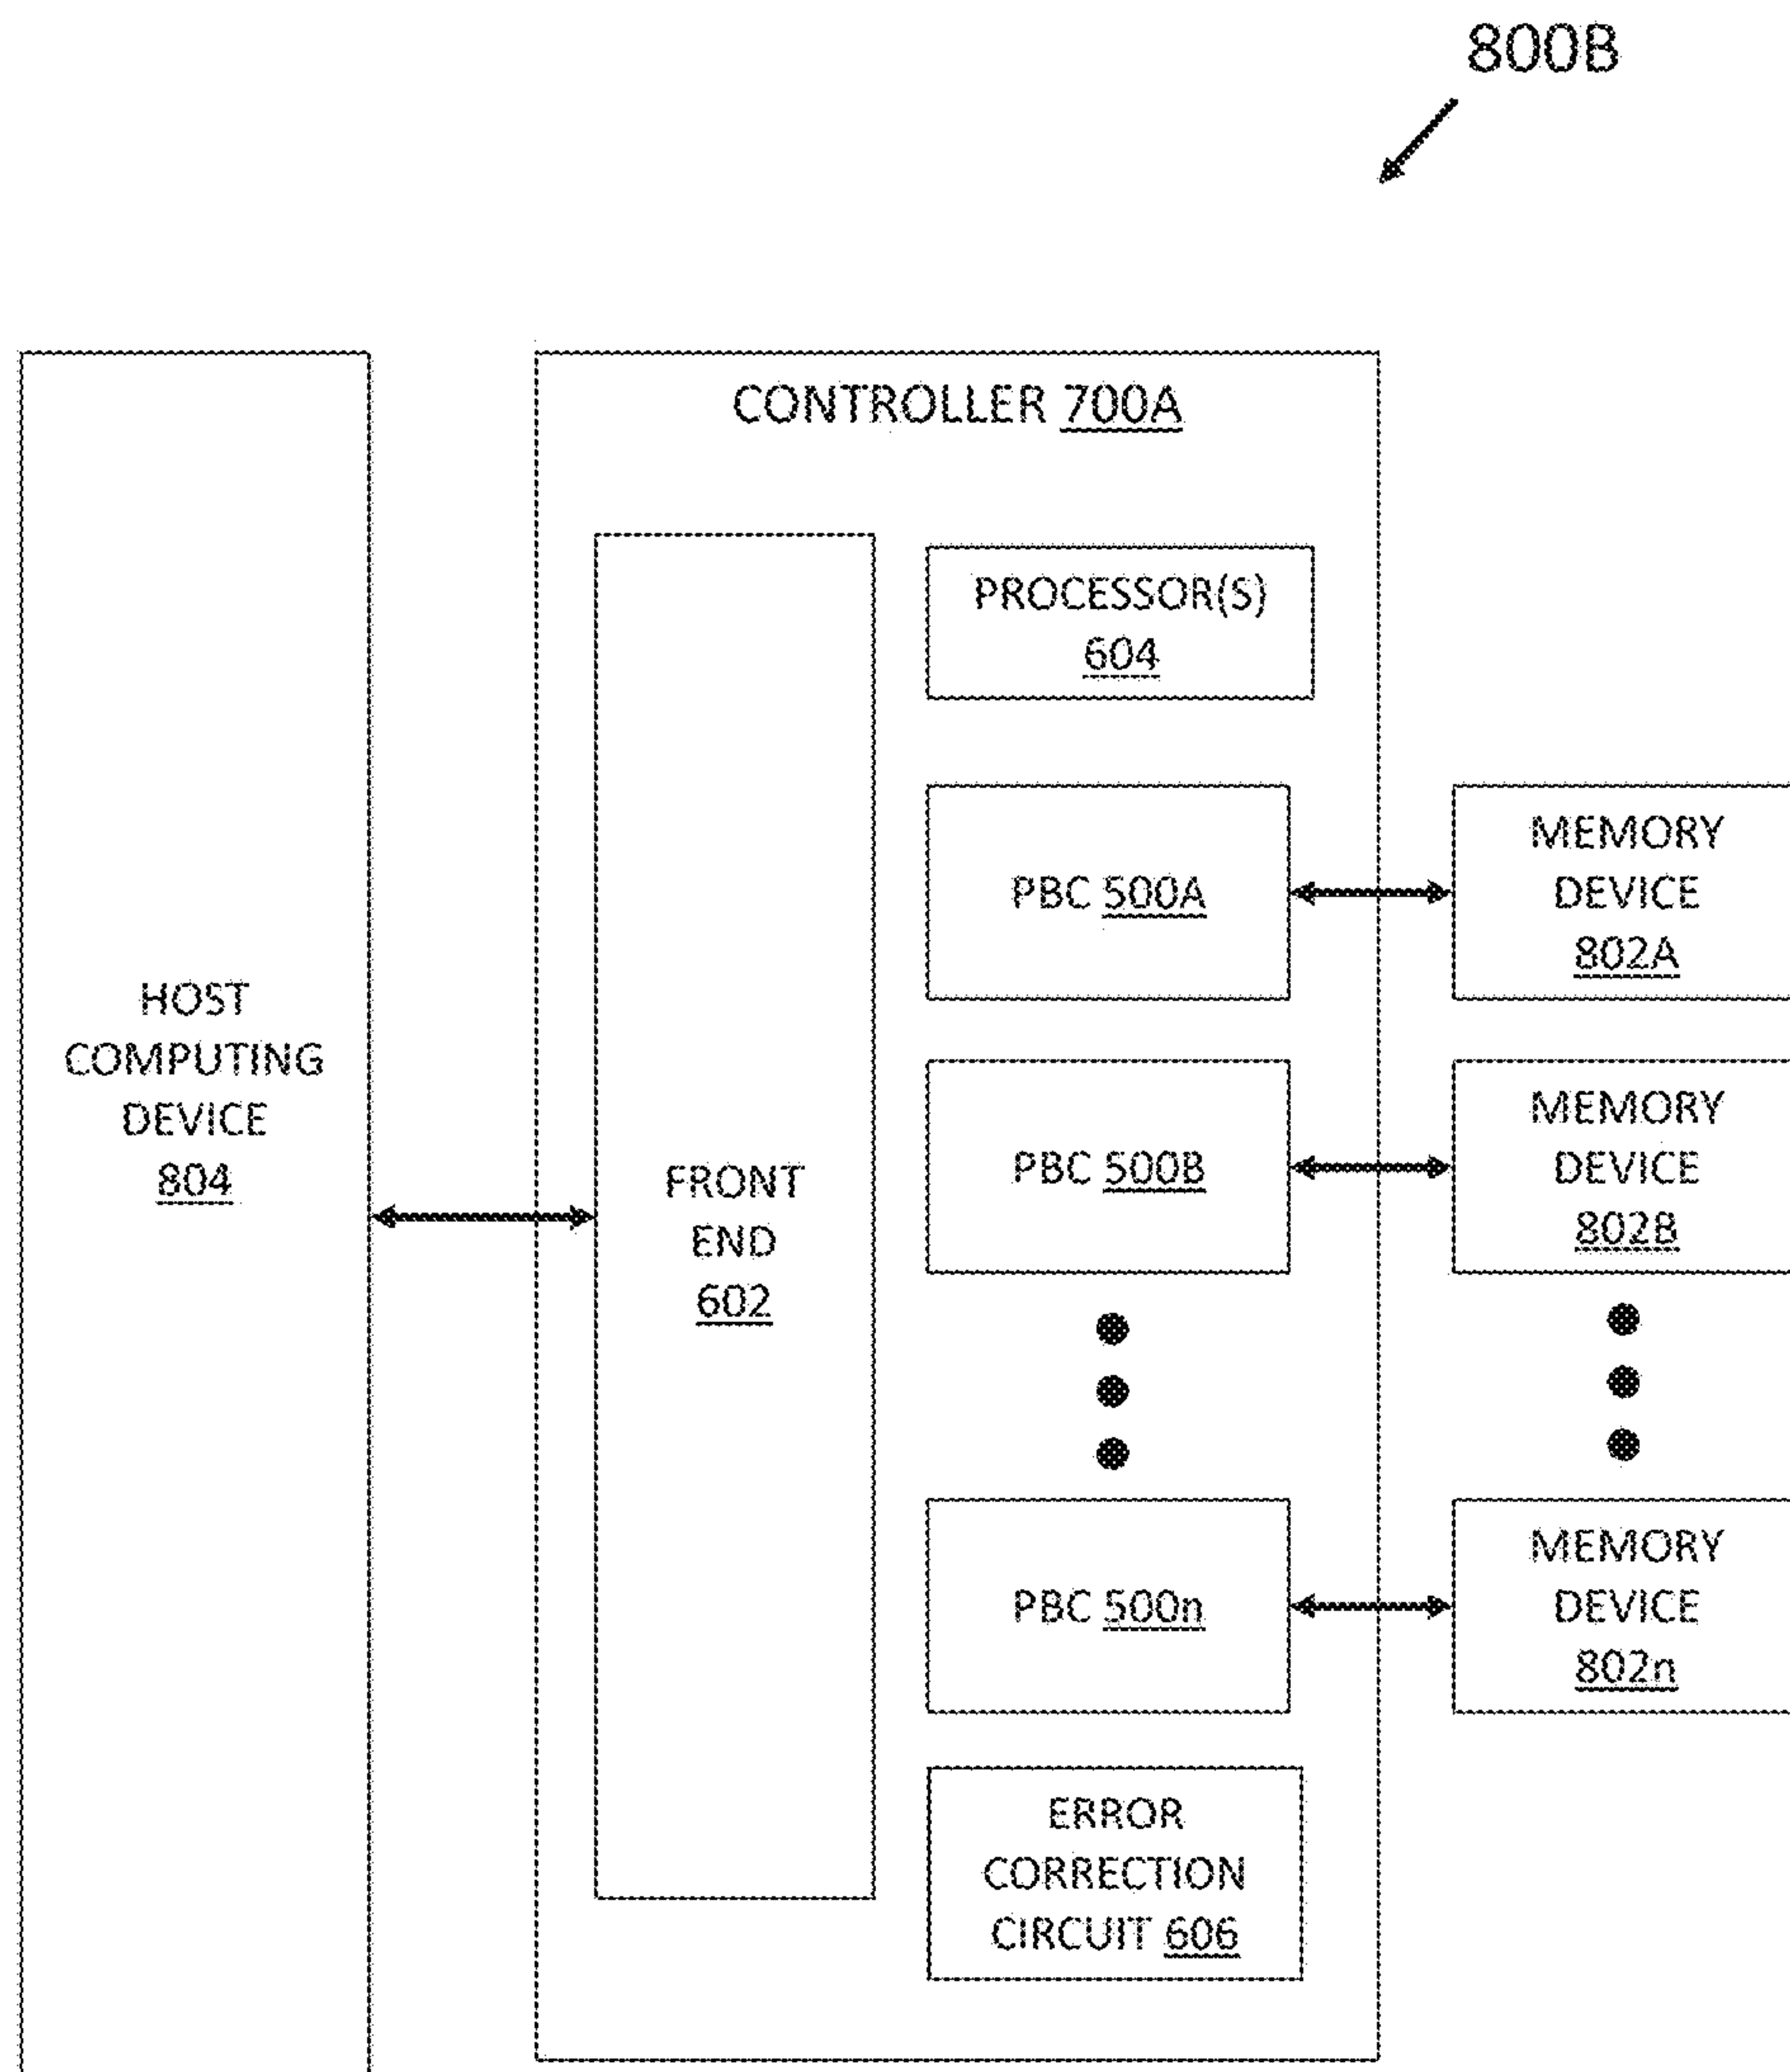 800B
CONTROLLER 700A
PROCESSOR(S)
604
PBC 500A
MEMORY
DEVICE
802A
HOST
COMPUTING
DEVICE
804
FRONT
END
602
PBC 500B
MEMORY
DEVICE
802B
PBC 500n
MEMORY
DEVICE
802n
ERROR
CORRECTION
CIRCUIT 606